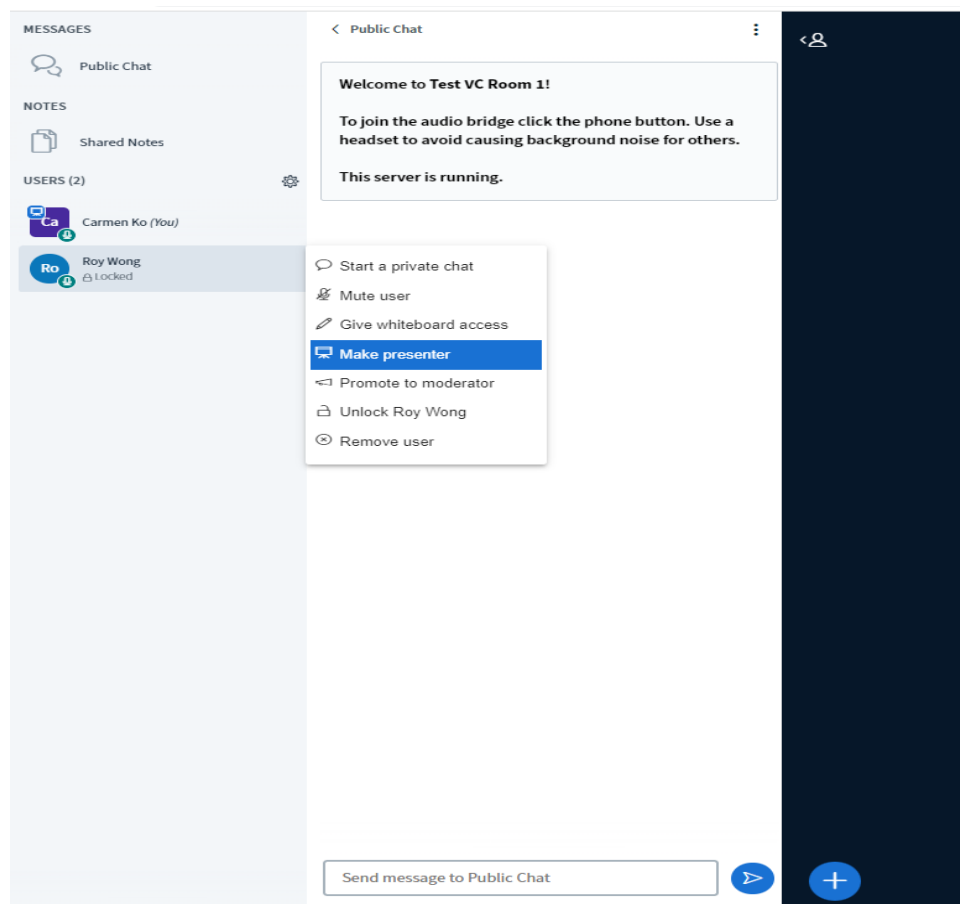 MESSAGES
Public Chat
NOTES
Shared Notes
USERS (2)
Ca
Carmen Ko (You)
Ro
Roy Wong
Locked
Public Chat
Welcome to Test VC Room 1!
To join the audio bridge click the phone button. Use a
headset to avoid causing background noise for others.
This server is running.
Start a private chat
Mute user
Give whiteboard access
Make presenter
Promote to moderator
Unlock Roy Wong
Remove user
Send message to Public Chat